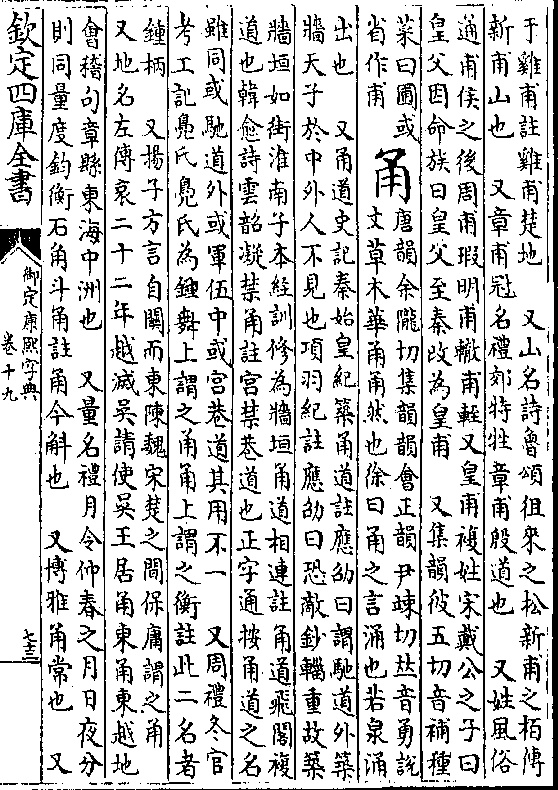 于雞甫註雞甫楚地　又山名詩魯頌徂來之松新甫之栢傳
新甫山也　又章甫冠名禮郊特牲章甫殷道也　又姓風俗
通甫侯之後周甫瑕明甫轍甫輊又皇甫複姓宋戴公之子曰
皇父因命族曰皇父至秦改為皇甫　又集韻彼五切音補種
菜曰圃或
省作甫
甬
唐韻余隴切集韻韻會正韻尹竦切𠀤音勇說
文草木華甬甬然也徐曰甬之言涌也若泉涌
出也　又甬道史記秦始皇紀築甬道註應劭曰謂馳道外築
牆天子於中外人不見也項羽紀註應劭曰恐敵鈔輜重故築
牆垣如街淮南子本經訓修為牆垣甬道相連註甬道飛閣複
道也韓愈詩雲韶凝禁甬註宮禁巷道也正字通按甬道之名
雖同或馳道外或軍伍中或宮巷道其用不一　又周禮冬官
考工記鳧氏鳧氏為鍾舞上謂之甬甬上謂之衡註此二名者
鍾柄　又揚子方言自關而東陳魏宋楚之間保庸謂之甬
又地名左傳哀二十二年越滅吳請使吳王居甬東甬東越地
會稽句章縣東海中洲也　又量名禮月令仲春之月日夜分
則同量度鈞衡石角斗甬註甬今斛也　又博雅甬常也　又
欽定四庫全書
御定康熙字典
卷十九
七十三